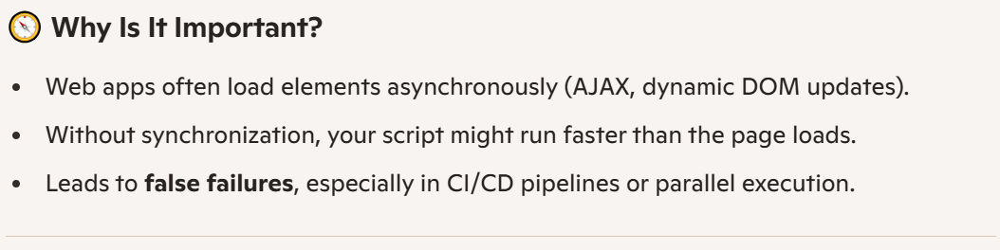 Why Is It Important?
• Web apps often load elements asynchronously (AJAX, dynamic DOM updates).
• Without synchronization, your script might run faster than the page loads.
• Leads to false failures, especially in CI/CD pipelines or parallel execution.